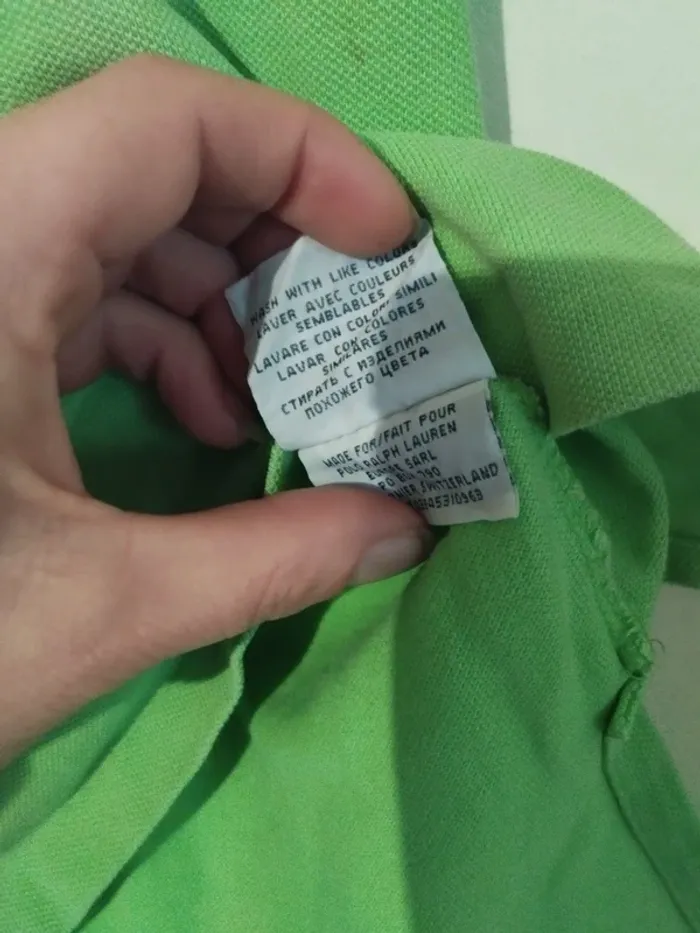 WASH WITH LIKE COLORS
LAVER AVEC COULEURS
SEMBLABLES
LAVARE CON COLORI SIMILI
LAVAR CON COLORES
SIMILARES
СТИРАТЬ С ИЗДЕЛИЯМИ
ПОХОЖЕГО ЦВЕТА
MADE FOR/FAIT POUR
POLO RALPH LAUREN
SARL
790
SWITZERLAND